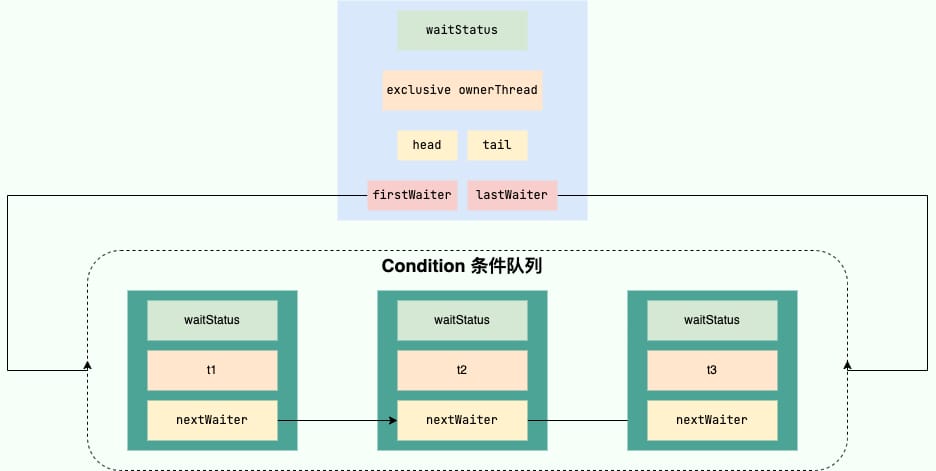 waitStatus
exclusive ownerThread
head tail
firstWaiter lastWaiter
Condition 条件队列
waitStatus waitStatus waitStatus
t1 t2 t3
nextWaiter nextWaiter nextWaiter